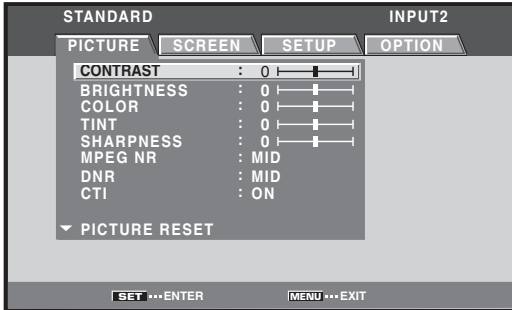 STANDARD INPUT2
PICTURE SCREEN SETUP OPTION
CONTRAST : 0
BRIGHTNESS : 0
COLOR : 0
TINT : 0
SHARPNESS : 0
MPEG NR : MID
DNR : MID
CTI : ON
PICTURE RESET
SET ••• ENTER MENU ••• EXIT